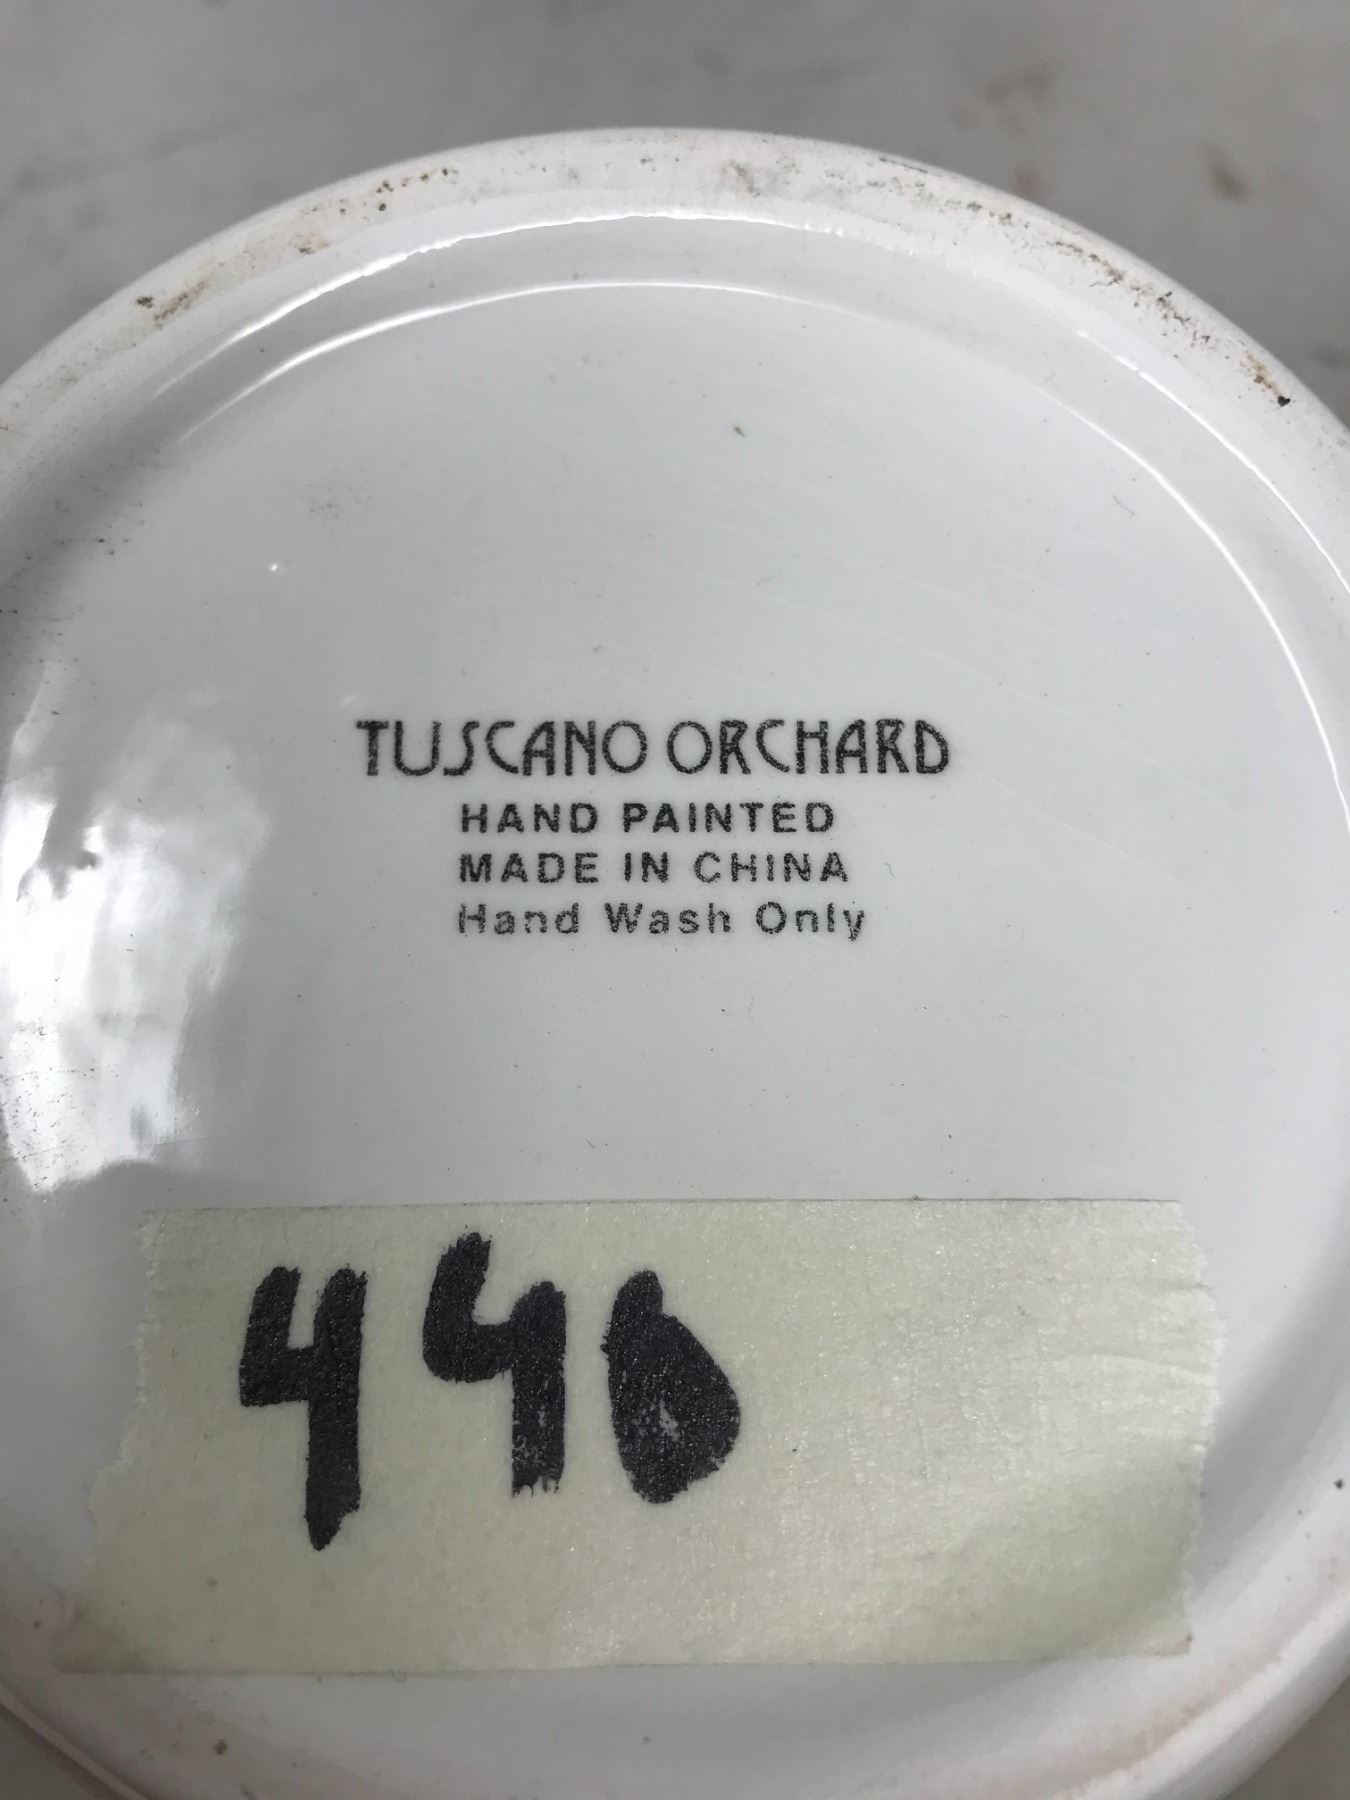 TUSCANO ORCHARD
HAND PAINTED
MADE IN CHINA
Hand Wash Only
446